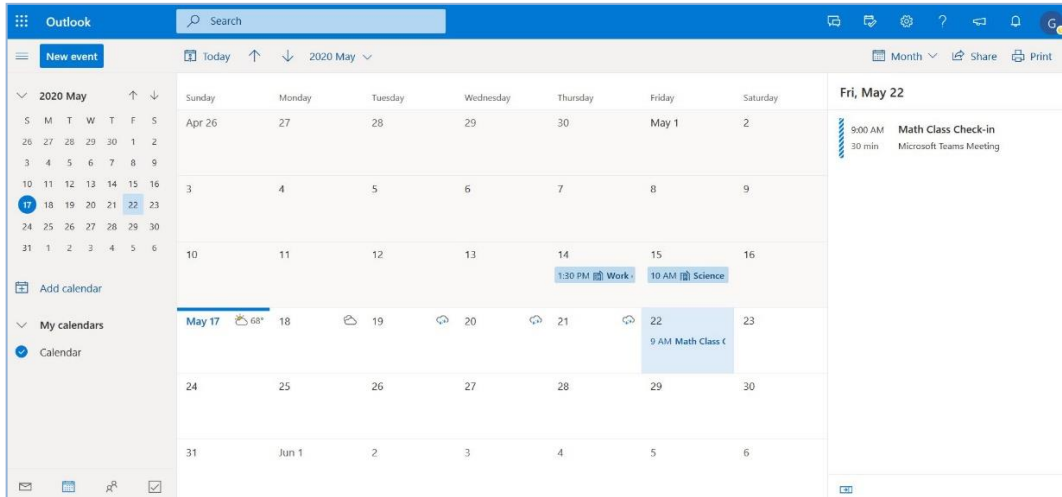 Outlook
Search
G
New event
Today
2020 May
Month
Share
Print
2020 May
S M T W T F S
26 27 28 29 30 1 2
3 4 5 6 7 8 9
10 11 12 13 14 15 16
17 18 19 20 21 22 23
24 25 26 27 28 29 30
31 1 2 3 4 5 6
Add calendar
My calendars
Calendar
Sunday Monday Tuesday Wednesday Thursday Friday Saturday
Apr 26 27 28 29 30 May 1 2
3 4 5 6 7 8 9
10 11 12 13 14 15 16
1:30 PM Work 10 AM Science
May 17 68° 18 19 20 21 22 23
9 AM Math Class
24 25 26 27 28 29 30
31 Jun 1 2 3 4 5 6
Fri, May 22
9:00 AM Math Class Check-in
30 min Microsoft Teams Meeting